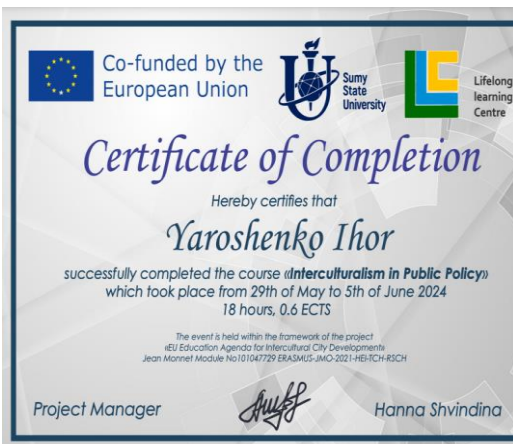 Co-funded by the
European Union
Sumy
State
University
Lifelong
learning
Centre
Certificate of Completion
Hereby certifies that
Yaroshenko Ihor
successfully completed the course «Interculturalism in Public Policy»
which took place from 29th of May to 5th of June 2024
18 hours, 0.6 ECTS
The event is held within the framework of the project
«EU Education Agenda for Intercultural City Development»
Jean Monnet Module No101047729 ERASMUS-JMO-2021-HEI-TCH-RSCH
Project Manager
Hanna Shvindina